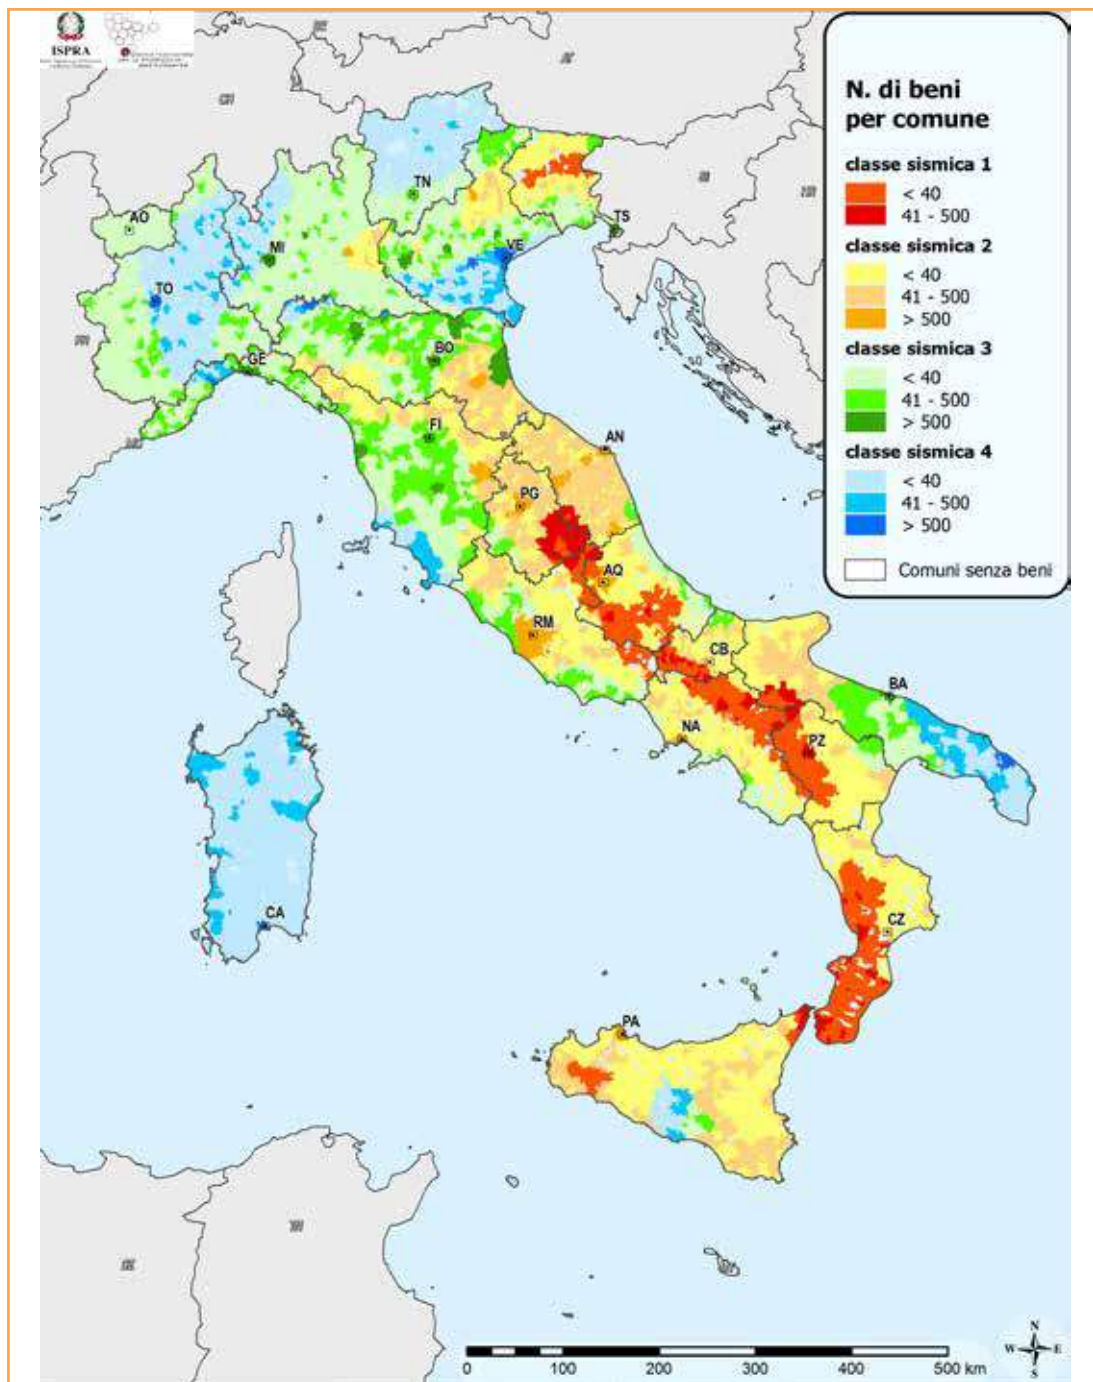 ISPRA
N. di beni
per comune
classe sismica 1
< 40
41 - 500
classe sismica 2
< 40
41 - 500
> 500
classe sismica 3
< 40
41 - 500
> 500
classe sismica 4
< 40
41 - 500
> 500
Comuni senza beni
CH
AT
TN
AO
MI
TS
VE
TO
GE
BO
FI
AN
PG
AQ
RM
CB
BA
NA
PZ
CA
CZ
PA
N
W E
S
0 100 200 300 400 500 km